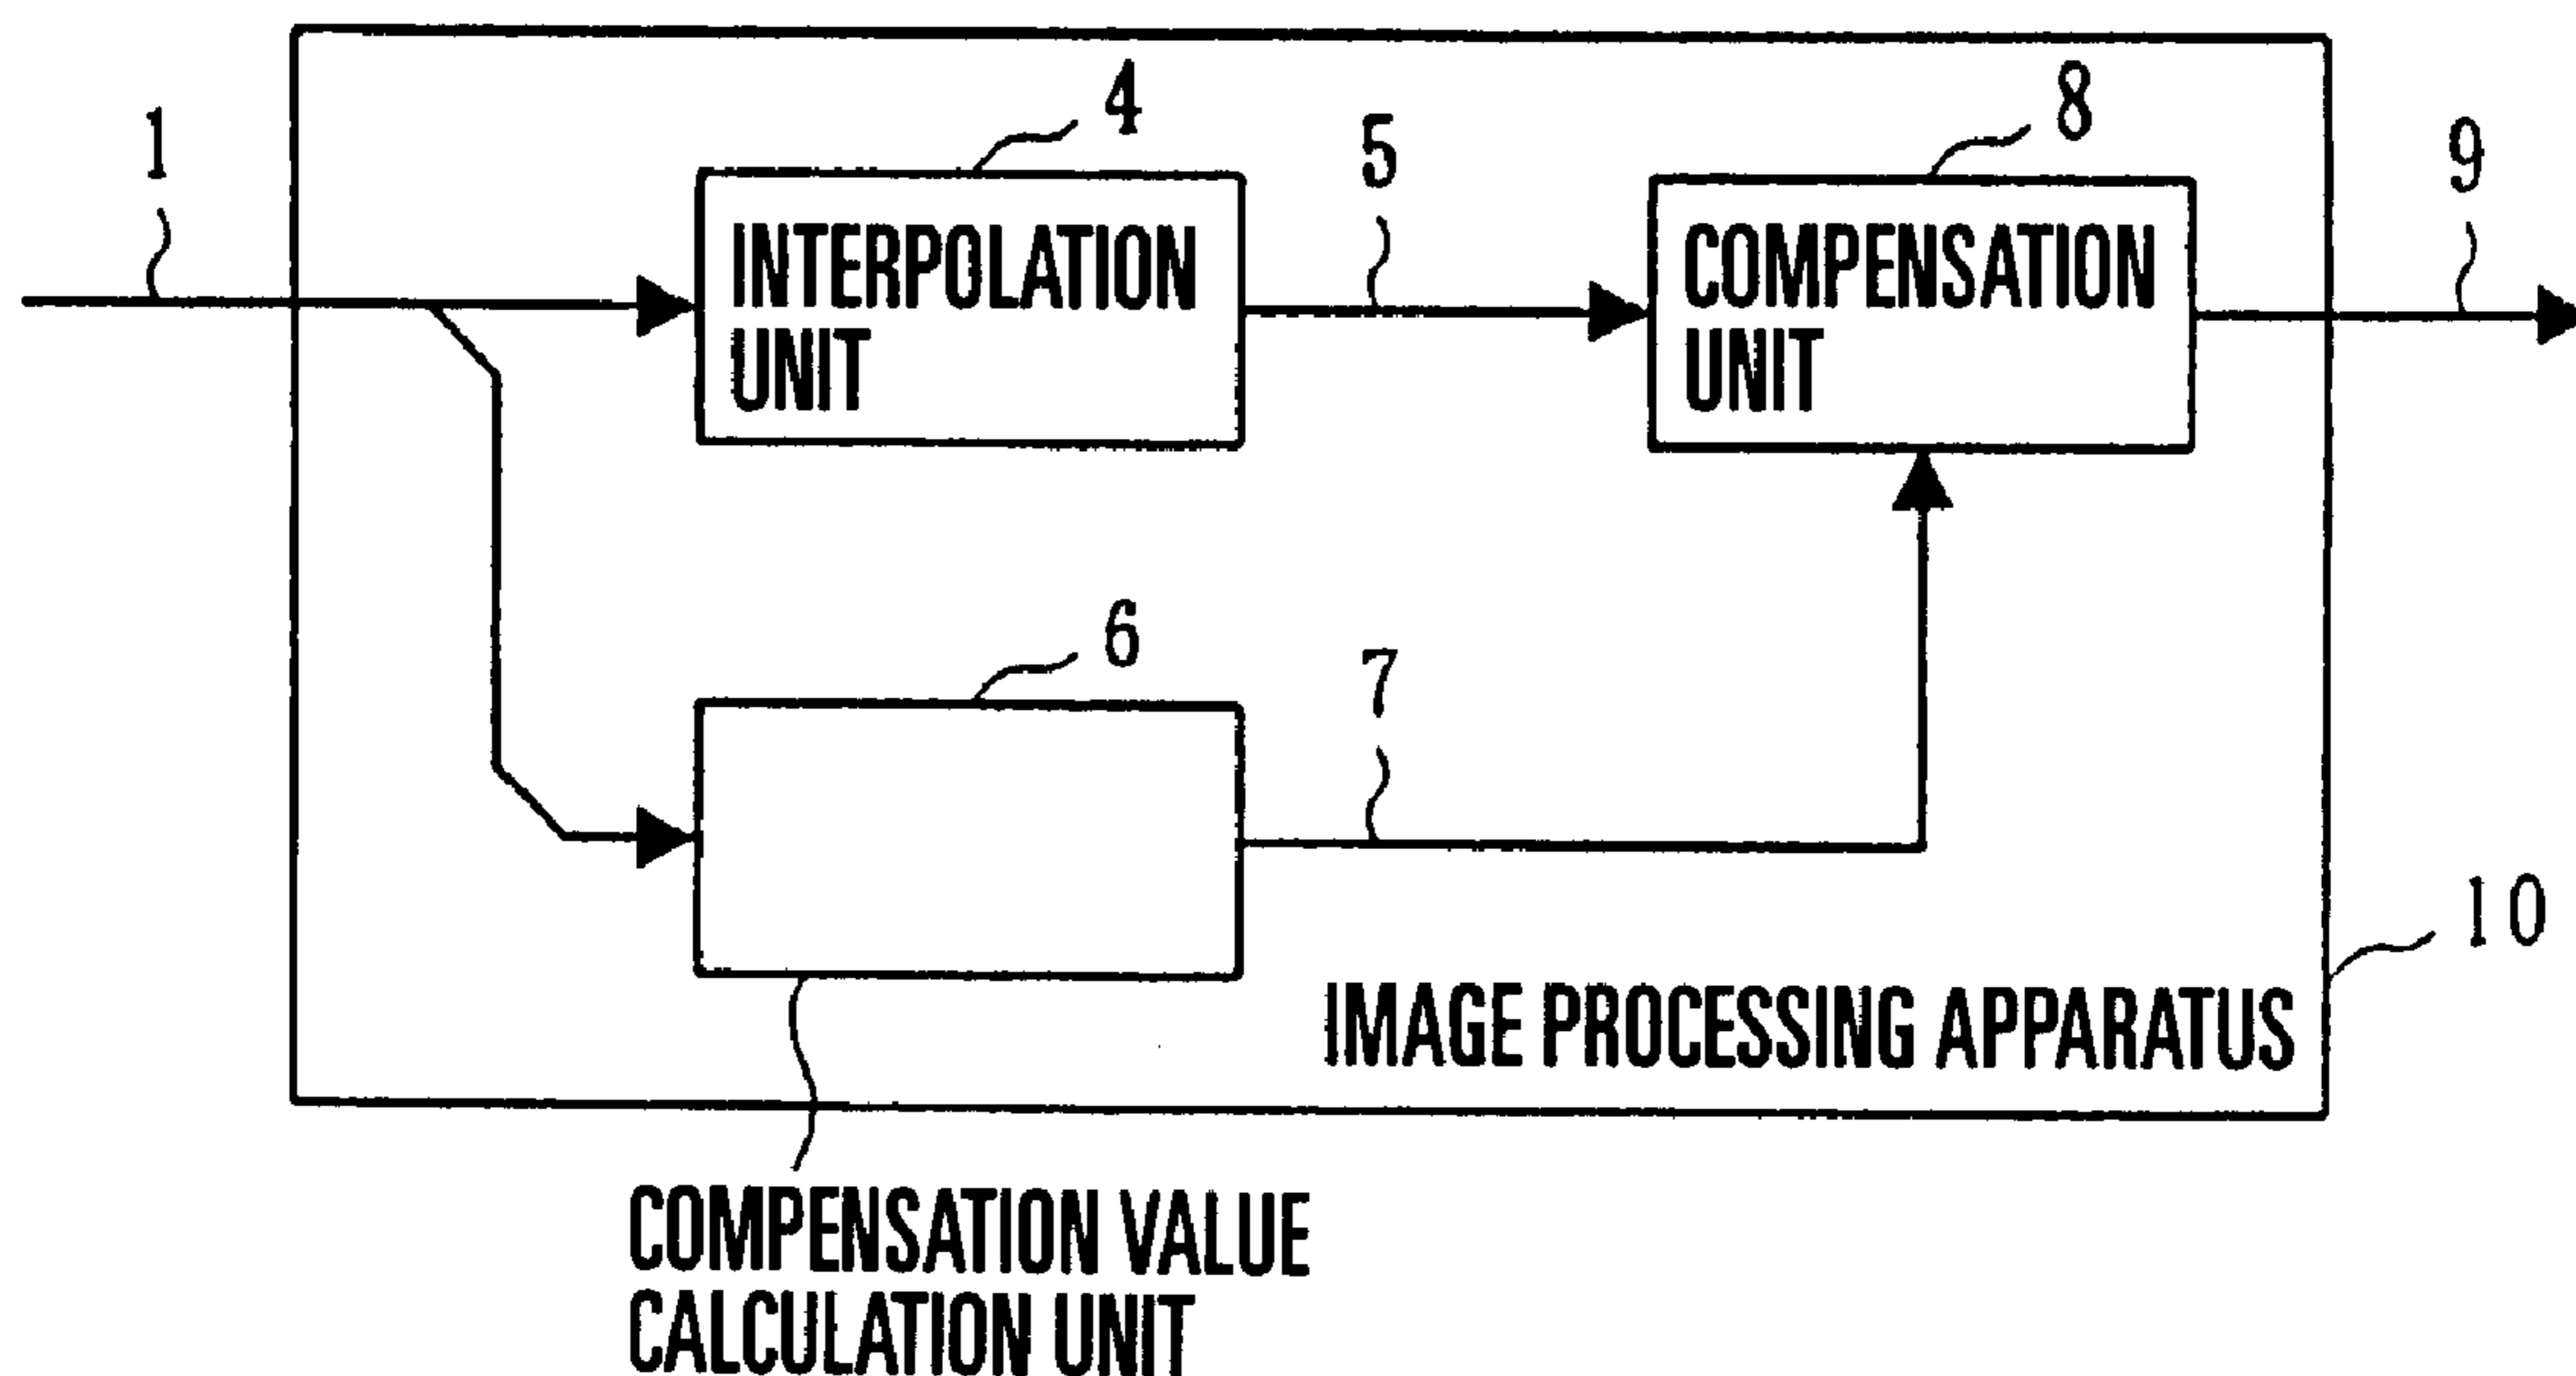 1
4
5
8
9
INTERPOLATION
UNIT
COMPENSATION
UNIT
6
7
10
IMAGE PROCESSING APPARATUS
COMPENSATION VALUE
CALCULATION UNIT